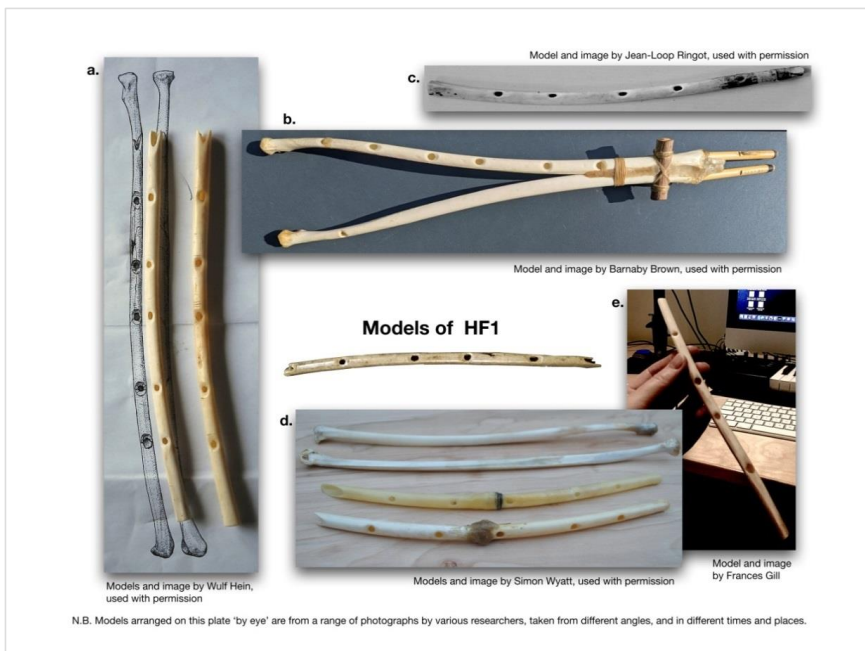 Model and image by Jean-Loop Ringot, used with permission
a.
c.
b.
Model and image by Barnaby Brown, used with permission
e.
Models of HF1
d.
Models and image by Wulf Hein,
used with permission
Models and image by Simon Wyatt, used with permission
Model and image
by Frances Gill
N.B. Models arranged on this plate ‘by eye’ are from a range of photographs by various researchers, taken from different angles, and in different times and places.